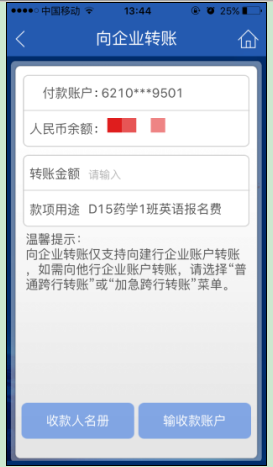 中国移动 13:44 25%
向企业转账
付款账户：6210***9501
人民币余额：
转账金额 请输入
款项用途 D15药学1班英语报名费
温馨提示：
向企业转账仅支持向建行企业账户转账
，如需向他行企业账户转账，请选择“普
通跨行转账”或“加急跨行转账”菜单。
收款人名册 输收款账户